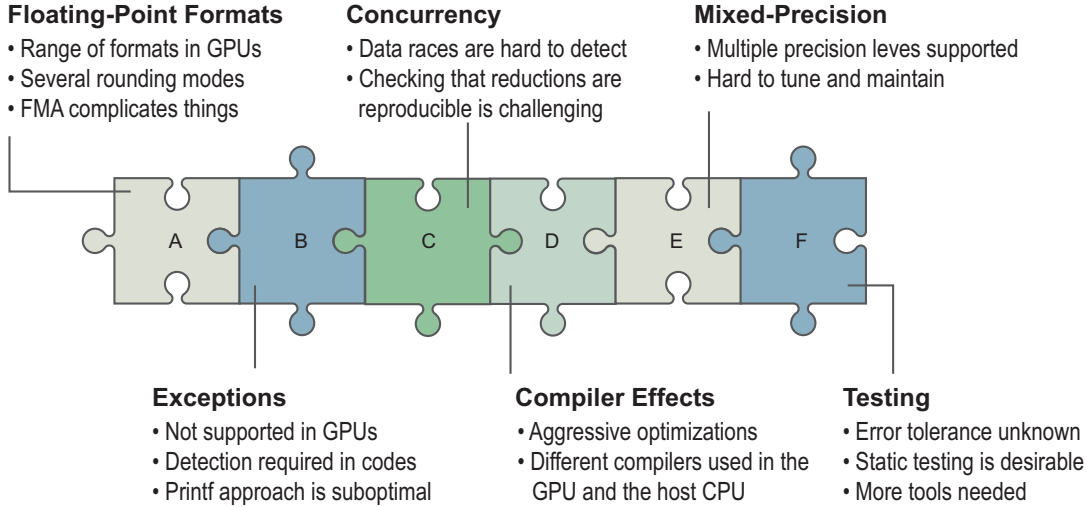 Floating-Point Formats
• Range of formats in GPUs
• Several rounding modes
• FMA complicates things
Concurrency
• Data races are hard to detect
• Checking that reductions are
reproducible is challenging
Mixed-Precision
• Multiple precision leves supported
• Hard to tune and maintain
A
B
C
D
E
F
Exceptions
• Not supported in GPUs
• Detection required in codes
• Printf approach is suboptimal
Compiler Effects
• Aggressive optimizations
• Different compilers used in the
GPU and the host CPU
Testing
• Error tolerance unknown
• Static testing is desirable
• More tools needed